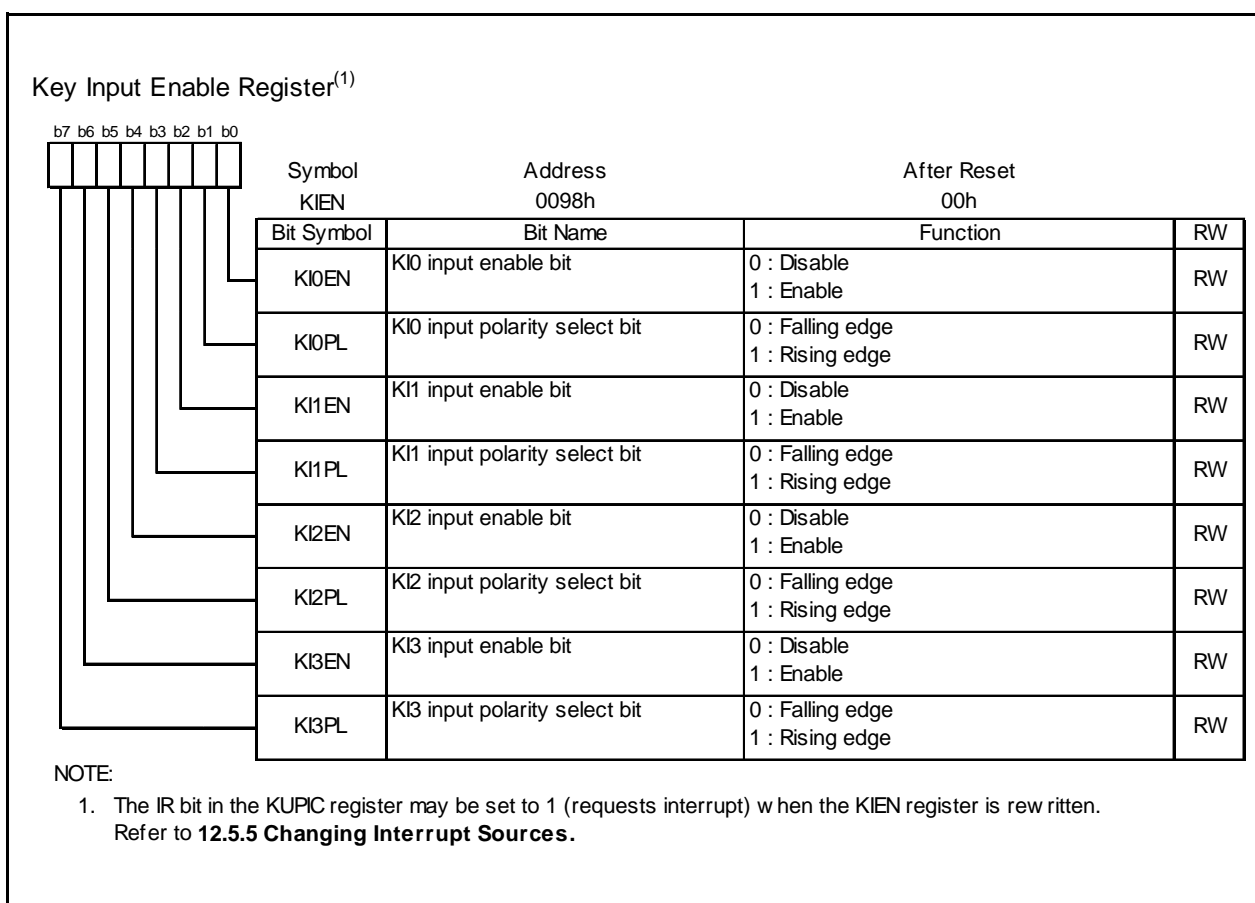 Key Input Enable Register(1)
b7 b6 b5 b4 b3 b2 b1 b0
Symbol Address After Reset
KIEN 0098h 00h
Bit Symbol Bit Name Function RW
KI0EN KI0 input enable bit 0 : Disable RW
1 : Enable
KI0PL KI0 input polarity select bit 0 : Falling edge RW
1 : Rising edge
KI1EN KI1 input enable bit 0 : Disable RW
1 : Enable
KI1PL KI1 input polarity select bit 0 : Falling edge RW
1 : Rising edge
KI2EN KI2 input enable bit 0 : Disable RW
1 : Enable
KI2PL KI2 input polarity select bit 0 : Falling edge RW
1 : Rising edge
KI3EN KI3 input enable bit 0 : Disable RW
1 : Enable
KI3PL KI3 input polarity select bit 0 : Falling edge RW
1 : Rising edge
NOTE:
1. The IR bit in the KUPIC register may be set to 1 (requests interrupt) when the KIEN register is rewritten.
Refer to 12.5.5 Changing Interrupt Sources.